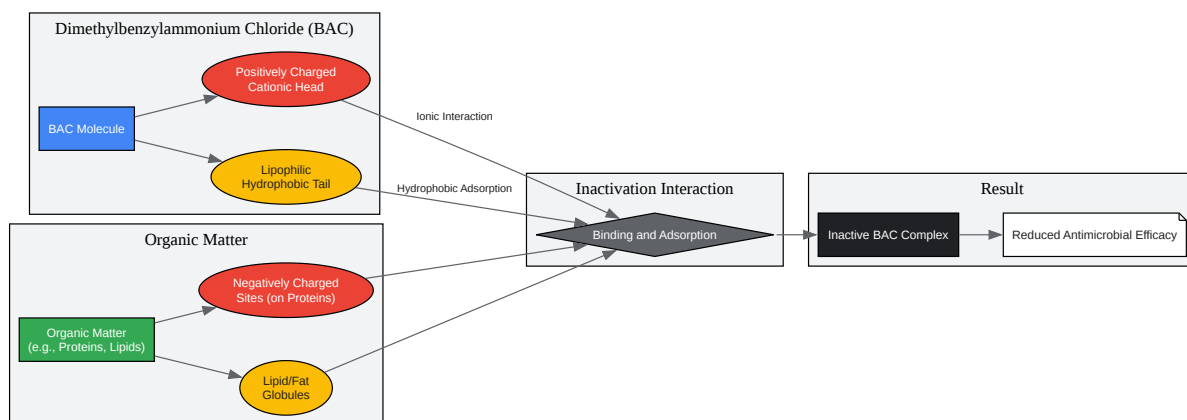 Dimethylbenzylammonium Chloride (BAC)
Positively Charged
Cationic Head
BAC Molecule
Lipophilic
Hydrophobic Tail
Ionic Interaction
Hydrophobic Adsorption
Organic Matter
Negatively Charged
Sites (on Proteins)
Organic Matter
(e.g., Proteins, Lipids)
Lipid/Fat
Globules
Inactivation Interaction
Binding and Adsorption
Result
Inactive BAC Complex
Reduced Antimicrobial Efficacy